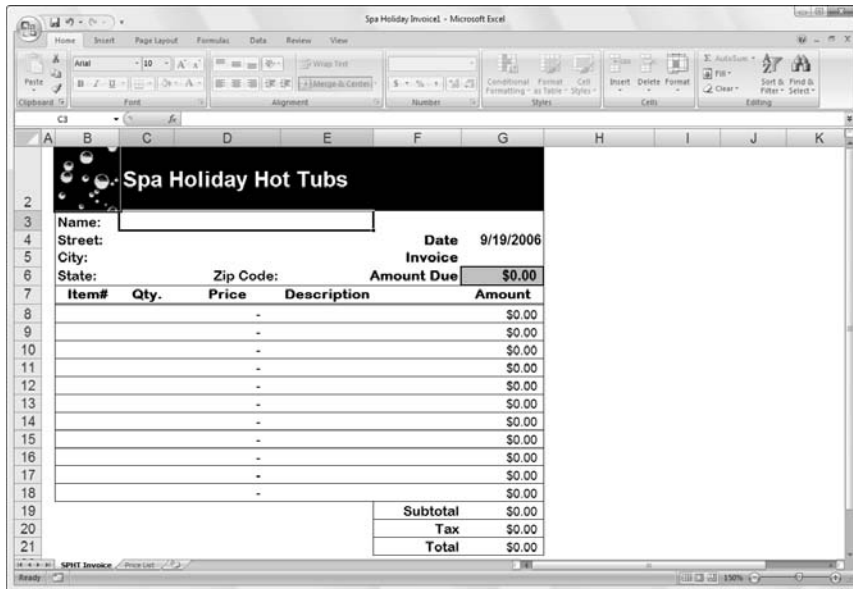 Spa Holiday Invoice1 - Microsoft Excel
Home Insert Page Layout Formulas Data Review View
Paste
Arial 10 A A
B I U A
Wrap Text
Merge & Center
$ % ,
Conditional Formatting Format as Table Cell Styles
Insert Delete Format
Σ AutoSum
Fill
Clear
Sort & Filter Find & Select
Clipboard Font Alignment Number Styles Cells Editing
C3 fx
A B C D E F G H I J K
2 Spa Holiday Hot Tubs
3 Name:
4 Street: Date 9/19/2006
5 City: Invoice
6 State: Zip Code: Amount Due $0.00
7 Item# Qty. Price Description Amount
8 - $0.00
9 - $0.00
10 - $0.00
11 - $0.00
12 - $0.00
13 - $0.00
14 - $0.00
15 - $0.00
16 - $0.00
17 - $0.00
18 - $0.00
19 Subtotal $0.00
20 Tax $0.00
21 Total $0.00
SPHT Invoice Price List
Ready 150%